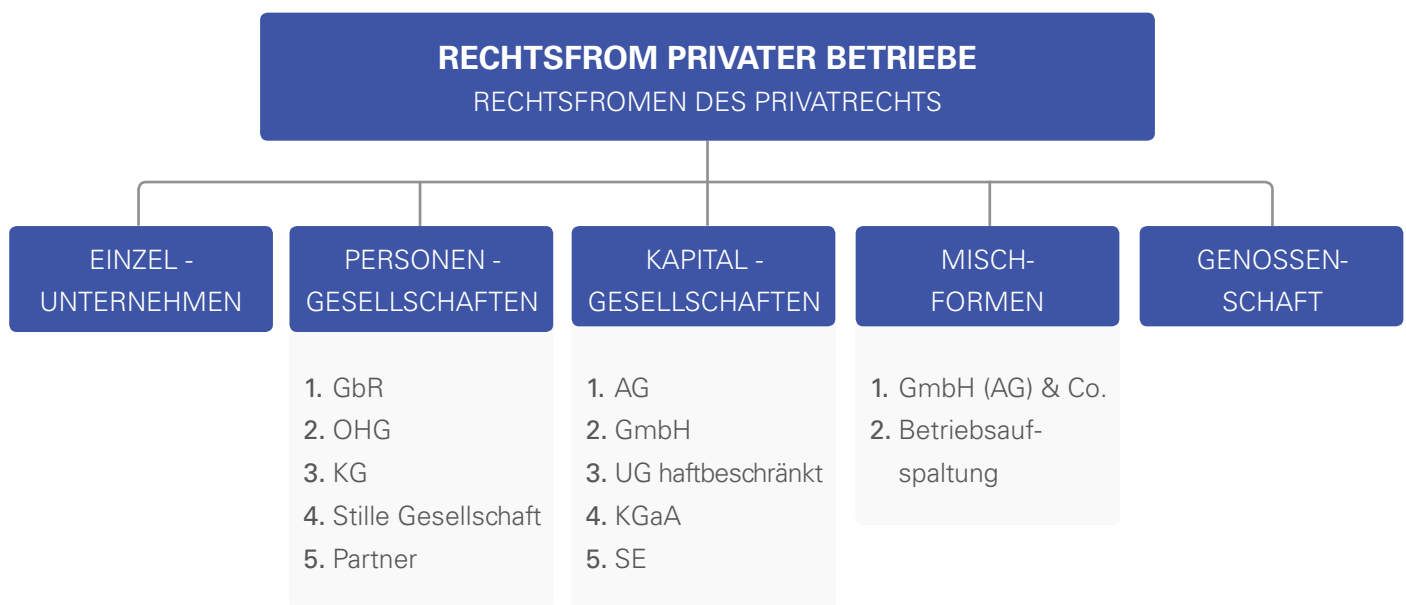 RECHTSFROM PRIVATER BETRIEBE
RECHTSFROMEN DES PRIVATRECHTS
EINZEL -
UNTERNEHMEN
PERSONEN -
GESELLSCHAFTEN
1. GbR
2. OHG
3. KG
4. Stille Gesellschaft
5. Partner
KAPITAL -
GESELLSCHAFTEN
1. AG
2. GmbH
3. UG haftbeschränkt
4. KGaA
5. SE
MISCH-
FORMEN
1. GmbH (AG) & Co.
2. Betriebsauf-
spaltung
GENOSSEN-
SCHAFT